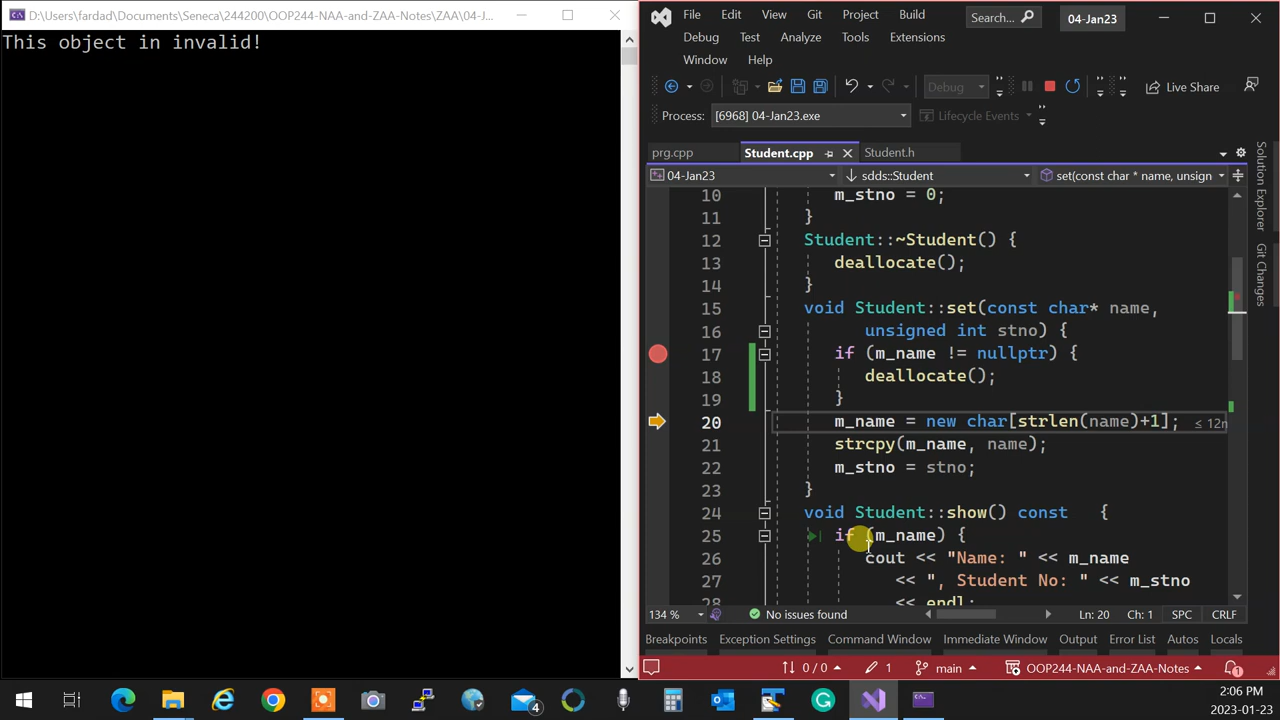 D:\Users\fardad\Documents\Seneca\244200\OOP244-NAA-and-ZAA-Notes\ZAA\04-J...
This object in invalid!
File Edit View Git Project Build Search... 04-Jan23
Debug Test Analyze Tools Extensions
Window Help
Debug Live Share
Process: [6968] 04-Jan23.exe Lifecycle Events
prg.cpp Student.cpp Student.h
04-Jan23 sdds::Student set(const char * name, unsign
10 m_stno = 0;
11 }
12 Student::~Student() {
13 deallocate();
14 }
15 void Student::set(const char* name,
16 unsigned int stno) {
17 if (m_name != nullptr) {
18 deallocate();
19 }
20 m_name = new char[strlen(name)+1]; ≤ 12n
21 strcpy(m_name, name);
22 m_stno = stno;
23 }
24 void Student::show() const {
25 if (m_name) {
26 cout << "Name: " << m_name
27 << ", Student No: " << m_stno
28 << endl;
Solution Explorer
Git Changes
134 % No issues found Ln: 20 Ch: 1 SPC CRLF
Breakpoints Exception Settings Command Window Immediate Window Output Error List Autos Locals
0 / 0 1 main OOP244-NAA-and-ZAA-Notes 1
4
2:06 PM
2023-01-23